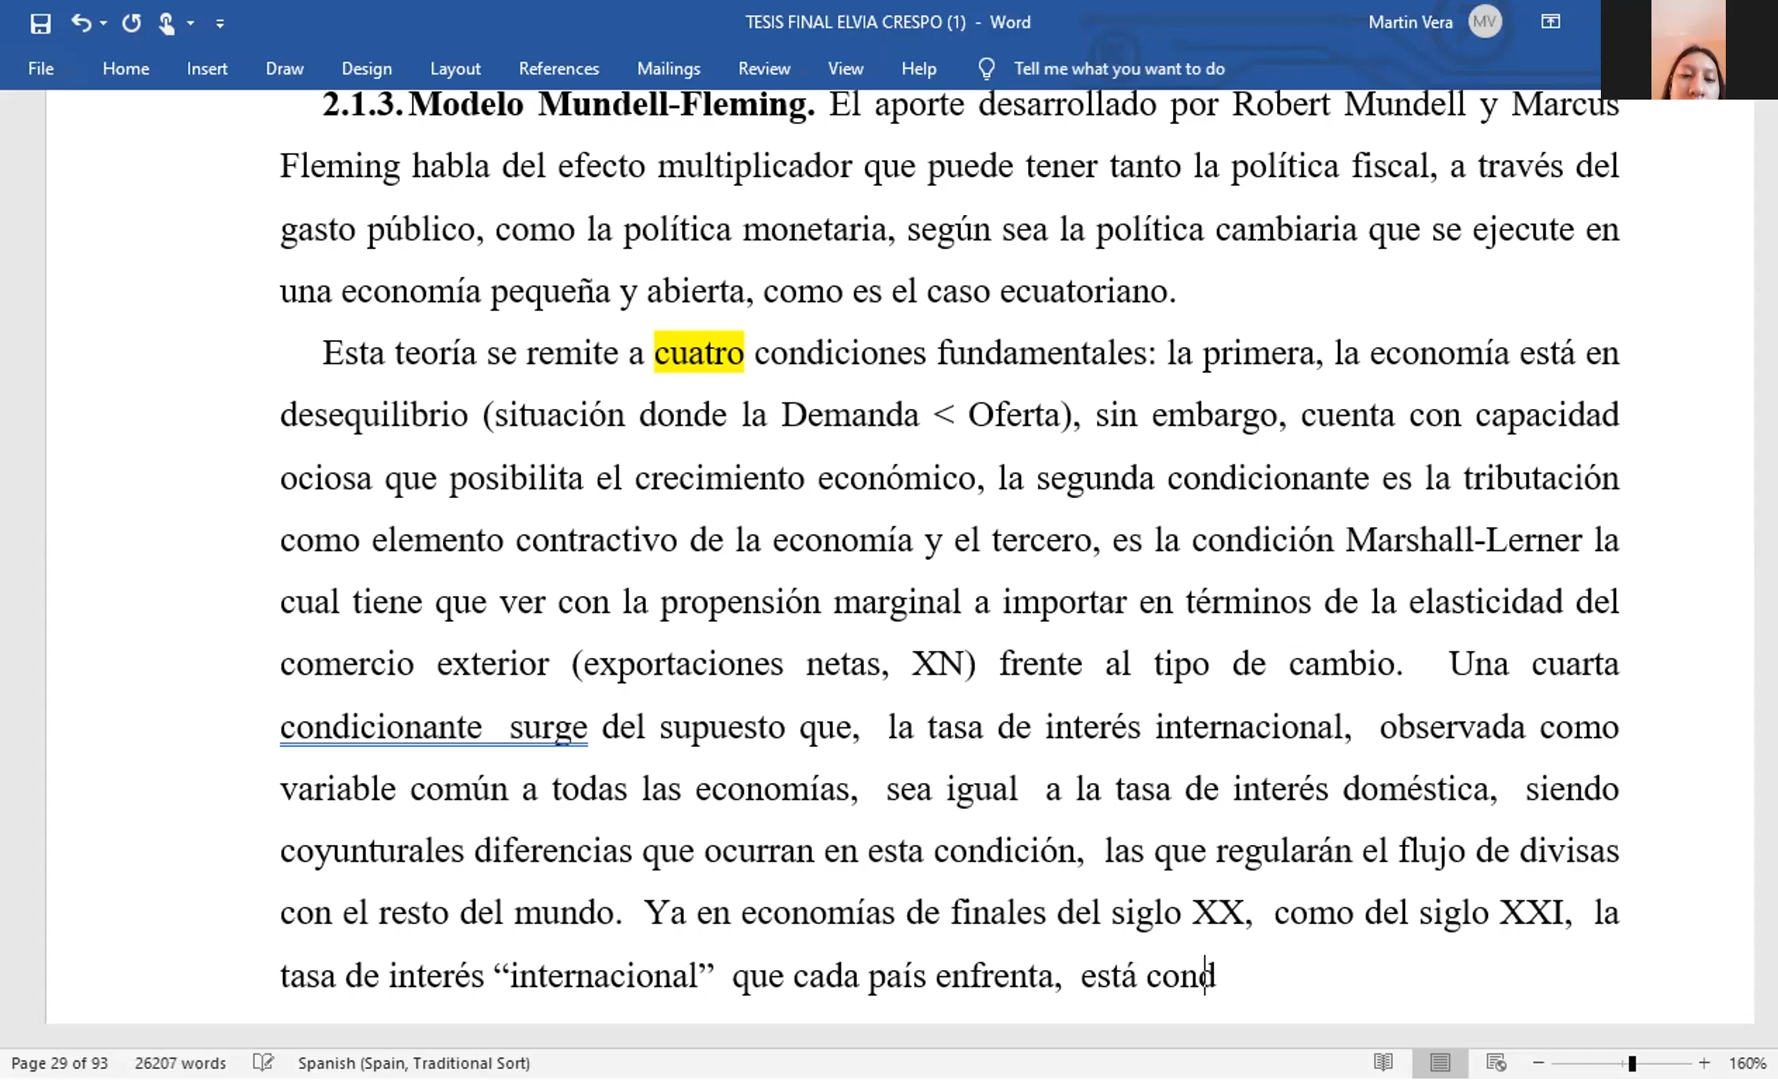 TESIS FINAL ELVIA CRESPO (1) - Word
Martin Vera
MV
File Home Insert Draw Design Layout References Mailings Review View Help Tell me what you want to do
2.1.3. Modelo Mundell-Fleming. El aporte desarrollado por Robert Mundell y Marcus
Fleming habla del efecto multiplicador que puede tener tanto la política fiscal, a través del
gasto público, como la política monetaria, según sea la política cambiaria que se ejecute en
una economía pequeña y abierta, como es el caso ecuatoriano.
Esta teoría se remite a cuatro condiciones fundamentales: la primera, la economía está en
desequilibrio (situación donde la Demanda < Oferta), sin embargo, cuenta con capacidad
ociosa que posibilita el crecimiento económico, la segunda condicionante es la tributación
como elemento contractivo de la economía y el tercero, es la condición Marshall-Lerner la
cual tiene que ver con la propensión marginal a importar en términos de la elasticidad del
comercio exterior (exportaciones netas, XN) frente al tipo de cambio. Una cuarta
condicionante surge del supuesto que, la tasa de interés internacional, observada como
variable común a todas las economías, sea igual a la tasa de interés doméstica, siendo
coyunturales diferencias que ocurran en esta condición, las que regularán el flujo de divisas
con el resto del mundo. Ya en economías de finales del siglo XX, como del siglo XXI, la
tasa de interés “internacional” que cada país enfrenta, está cond
Page 29 of 93 26207 words Spanish (Spain, Traditional Sort) 160%